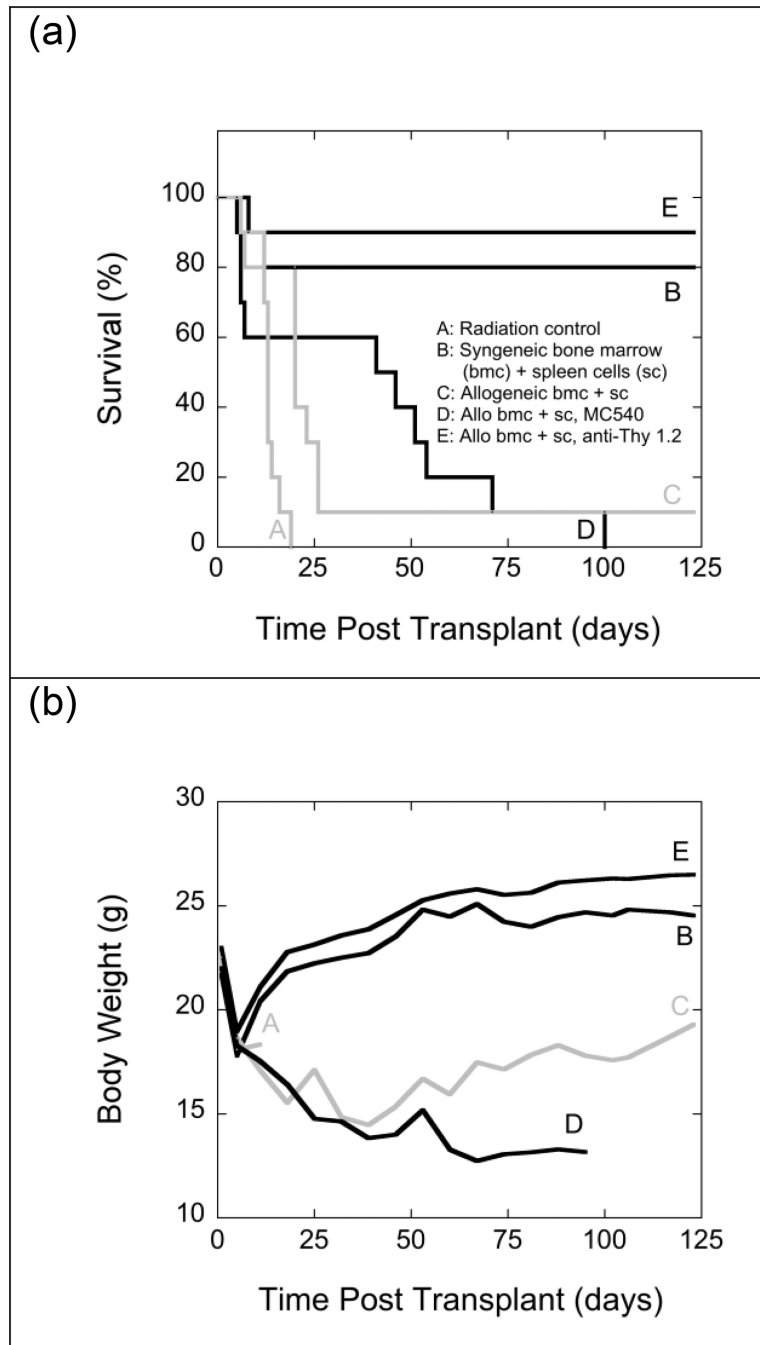 (a)
100
80
60
40
20
0
Survival (%)
E
B
A: Radiation control
B: Syngeneic bone marrow
(bmc) + spleen cells (sc)
C: Allogeneic bmc + sc
D: Allo bmc + sc, MC540
E: Allo bmc + sc, anti-Thy 1.2
C
A
D
0 25 50 75 100 125
Time Post Transplant (days)
(b)
30
25
20
15
10
Body Weight (g)
E
B
A
C
D
0 25 50 75 100 125
Time Post Transplant (days)